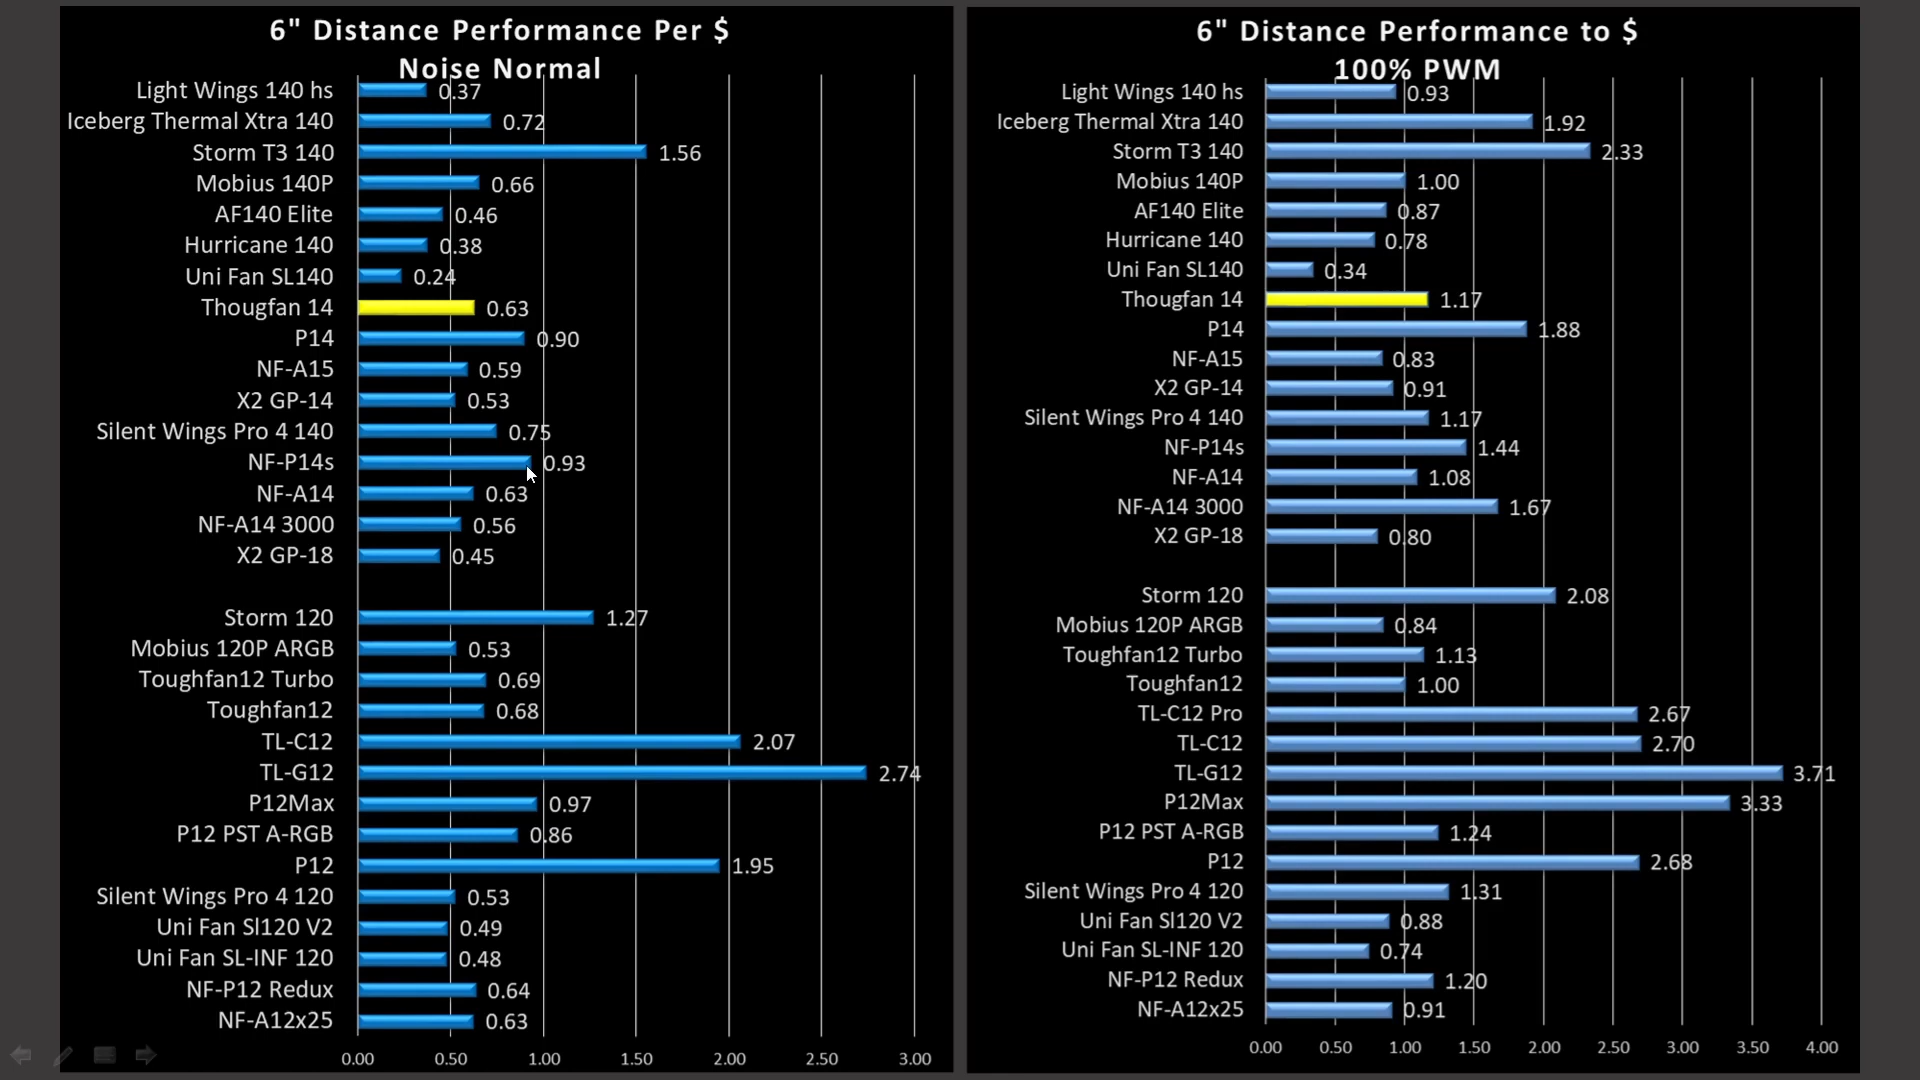 6" Distance Performance Per $
Noise Normal
Light Wings 140 hs 0.37
Iceberg Thermal Xtra 140 0.72
Storm T3 140 1.56
Mobius 140P 0.66
AF140 Elite 0.46
Hurricane 140 0.38
Uni Fan SL140 0.24
Thougfan 14 0.63
P14 0.90
NF-A15 0.59
X2 GP-14 0.53
Silent Wings Pro 4 140 0.75
NF-P14s 0.93
NF-A14 0.63
NF-A14 3000 0.56
X2 GP-18 0.45
Storm 120 1.27
Mobius 120P ARGB 0.53
Toughfan12 Turbo 0.69
Toughfan12 0.68
TL-C12 2.07
TL-G12 2.74
P12Max 0.97
P12 PST A-RGB 0.86
P12 1.95
Silent Wings Pro 4 120 0.53
Uni Fan Sl120 V2 0.49
Uni Fan SL-INF 120 0.48
NF-P12 Redux 0.64
NF-A12x25 0.63
0.00 0.50 1.00 1.50 2.00 2.50 3.00
6" Distance Performance to $
100% PWM
Light Wings 140 hs 0.93
Iceberg Thermal Xtra 140 1.92
Storm T3 140 2.33
Mobius 140P 1.00
AF140 Elite 0.87
Hurricane 140 0.78
Uni Fan SL140 0.34
Thougfan 14 1.17
P14 1.88
NF-A15 0.83
X2 GP-14 0.91
Silent Wings Pro 4 140 1.17
NF-P14s 1.44
NF-A14 1.08
NF-A14 3000 1.67
X2 GP-18 0.80
Storm 120 2.08
Mobius 120P ARGB 0.84
Toughfan12 Turbo 1.13
Toughfan12 1.00
TL-C12 Pro 2.67
TL-C12 2.70
TL-G12 3.71
P12Max 3.33
P12 PST A-RGB 1.24
P12 2.68
Silent Wings Pro 4 120 1.31
Uni Fan Sl120 V2 0.88
Uni Fan SL-INF 120 0.74
NF-P12 Redux 1.20
NF-A12x25 0.91
0.00 0.50 1.00 1.50 2.00 2.50 3.00 3.50 4.00